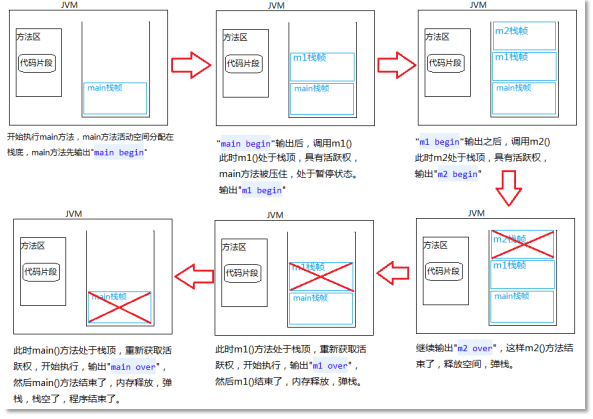 JVM
方法区
代码片段
main栈帧
开始执行main方法，main方法活动空间分配在
栈底，main方法先输出"main begin"
JVM
方法区
代码片段
m1栈帧
main栈帧
"main begin"输出后，调用m1()
此时m1()处于栈顶，具有活跃权，
main方法被压住，处于暂停状态。
输出"m1 begin"
JVM
方法区
代码片段
m2栈帧
m1栈帧
main栈帧
"m1 begin"输出之后，调用m2()
此时m2处于栈顶，具有活跃权，
输出"m2 begin"
JVM
方法区
代码片段
m2栈帧
m1栈帧
main栈帧
继续输出"m2 over"，这样m2()方法结
束了，释放空间，弹栈。
JVM
方法区
代码片段
m1栈帧
main栈帧
此时m1()方法处于栈顶，重新获取活
跃权，开始执行，输出"m1 over"，
然后m1()结束了，内存释放，弹栈。
JVM
方法区
代码片段
main栈帧
此时main()方法处于栈顶，重新获取活
跃权，开始执行，输出"main over"，
然后main()方法结束了，内存释放，弹
栈，栈空了，程序结束了。